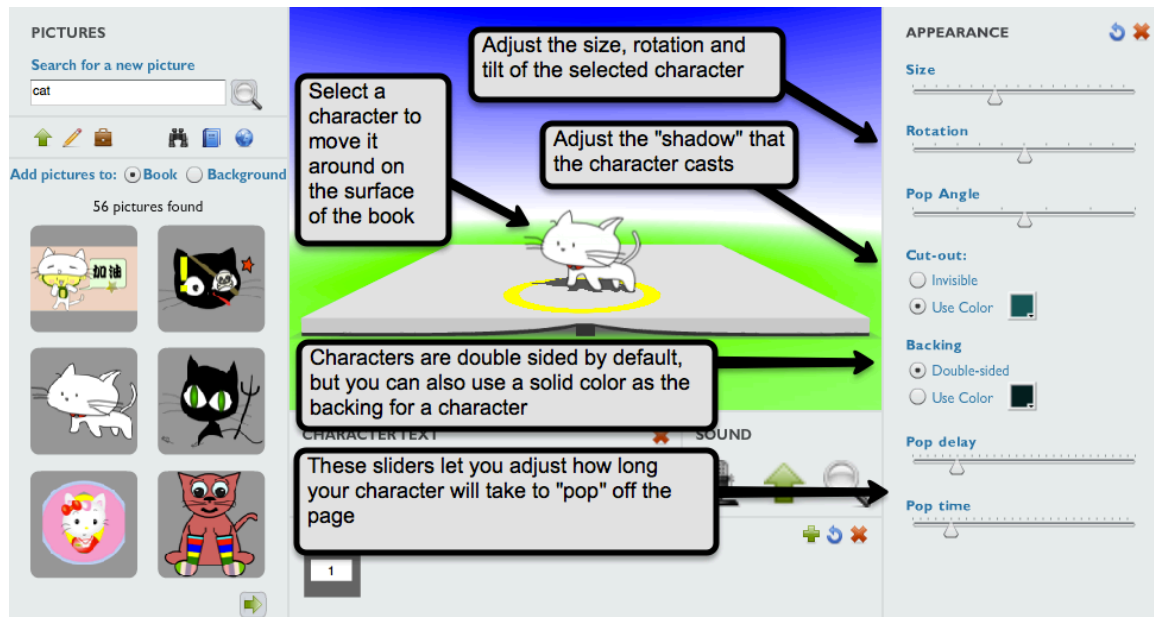 PICTURES
Search for a new picture
cat
Add pictures to: Book Background
56 pictures found
加油
Adjust the size, rotation and
tilt of the selected character
Select a
character to
move it
around on
the surface
of the book
Adjust the "shadow" that
the character casts
Characters are double sided by default,
but you can also use a solid color as the
backing for a character
CHARACTER TEXT
SOUND
These sliders let you adjust how long
your character will take to "pop" off the
page
1
APPEARANCE
Size
Rotation
Pop Angle
Cut-out:
Invisible
Use Color
Backing
Double-sided
Use Color
Pop delay
Pop time